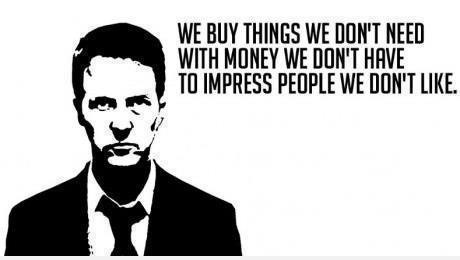 WE BUY THINGS WE DON'T NEED
WITH MONEY WE DON'T HAVE
TO IMPRESS PEOPLE WE DON'T LIKE.